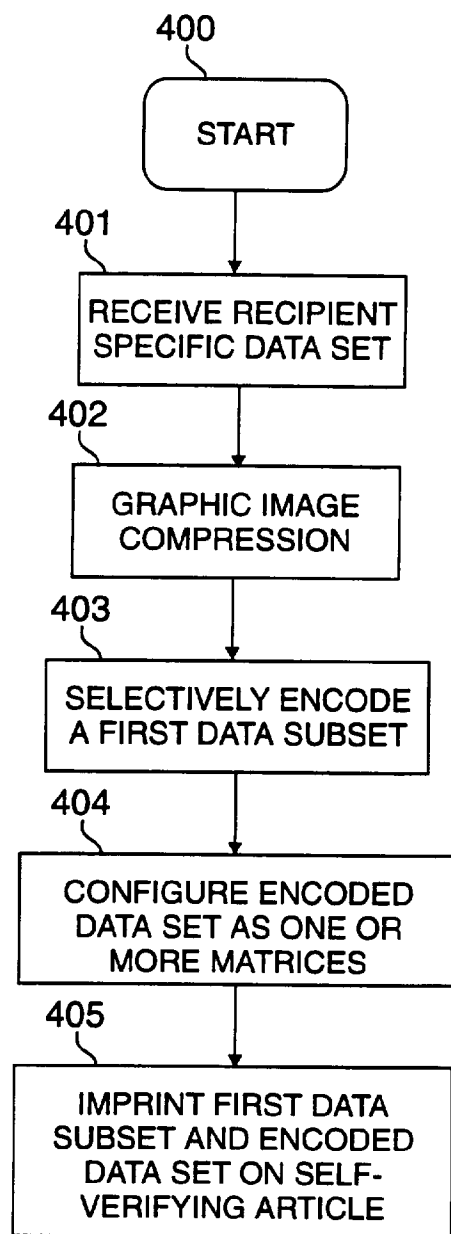 400
START
401
RECEIVE RECIPIENT
SPECIFIC DATA SET
402
GRAPHIC IMAGE
COMPRESSION
403
SELECTIVELY ENCODE
A FIRST DATA SUBSET
404
CONFIGURE ENCODED
DATA SET AS ONE OR
MORE MATRICES
405
IMPRINT FIRST DATA
SUBSET AND ENCODED
DATA SET ON SELF-
VERIFYING ARTICLE